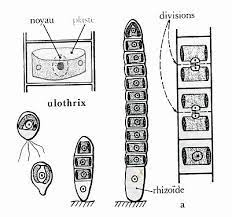 noyau plaste
divisions
ulothrix
rhizoïde
a